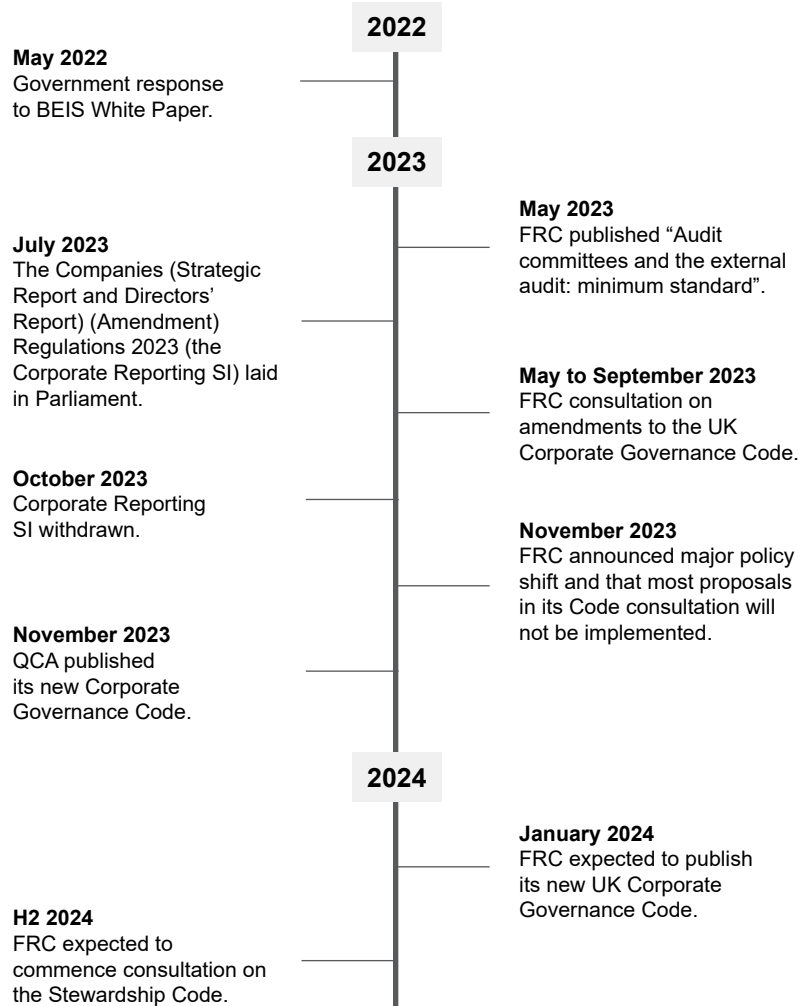 2022
May 2022
Government response
to BEIS White Paper.
2023
May 2023
FRC published “Audit
committees and the external
audit: minimum standard”.
July 2023
The Companies (Strategic
Report and Directors’
Report) (Amendment)
Regulations 2023 (the
Corporate Reporting SI) laid
in Parliament.
May to September 2023
FRC consultation on
amendments to the UK
Corporate Governance Code.
October 2023
Corporate Reporting
SI withdrawn.
November 2023
FRC announced major policy
shift and that most proposals
in its Code consultation will
not be implemented.
November 2023
QCA published
its new Corporate
Governance Code.
2024
January 2024
FRC expected to publish
its new UK Corporate
Governance Code.
H2 2024
FRC expected to
commence consultation on
the Stewardship Code.